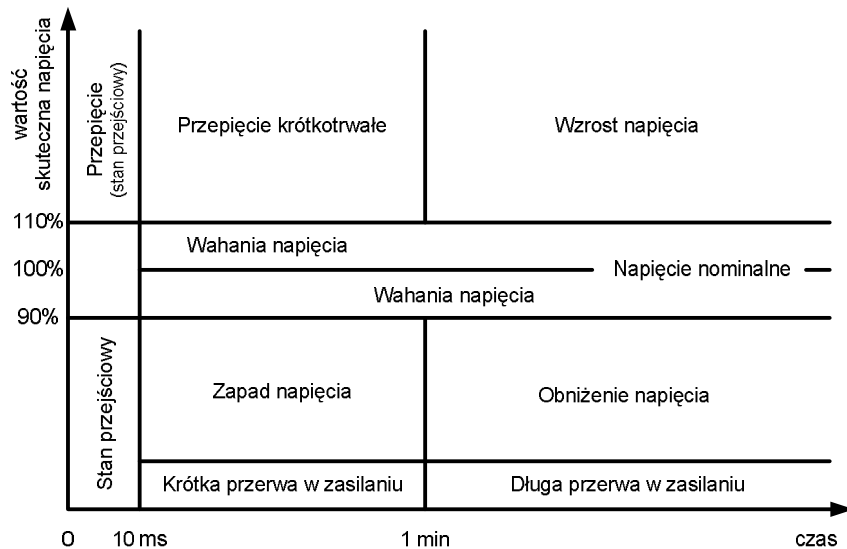 wartość
skuteczna napięcia
Przepięcie
(stan przejściowy)
Przepięcie krótkotrwałe
Wzrost napięcia
110%
Wahania napięcia
100%
Napięcie nominalne
Wahania napięcia
90%
Stan przejściowy
Zapad napięcia
Obniżenie napięcia
Krótka przerwa w zasilaniu
Długa przerwa w zasilaniu
0
10 ms
1 min
czas